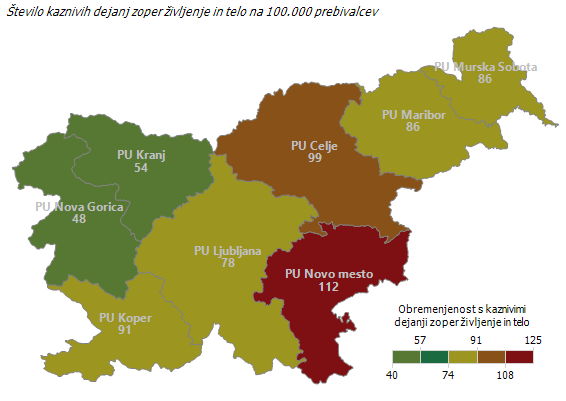 Število kaznivih dejanj zoper življenje in telo na 100.000 prebivalcev
PU Murska Sobota
86
PU Maribor
86
PU Celje
99
PU Kranj
54
PU Nova Gorica
48
PU Ljubljana
78
PU Novo mesto
112
PU Koper
91
Obremenjenost s kaznivimi
dejanji zoper življenje in telo
57 91 125
40 74 108